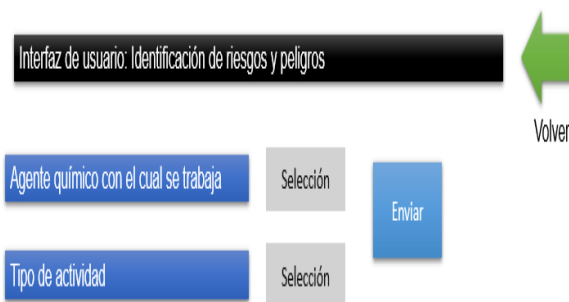 Interfaz de usuario: Identificación de riesgos y peligros
Volver
Agente químico con el cual se trabaja
Selección
Enviar
Tipo de actividad
Selección